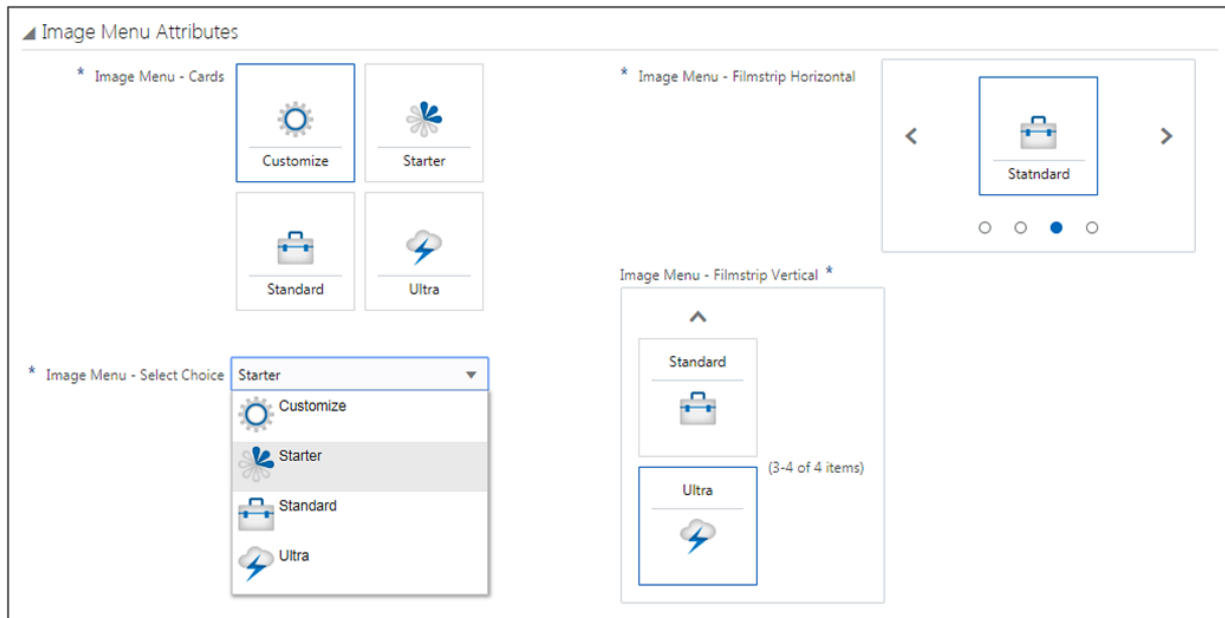 Image Menu Attributes
* Image Menu - Cards
Customize
Starter
Standard
Ultra
* Image Menu - Select Choice
Starter
Customize
Starter
Standard
Ultra
* Image Menu - Filmstrip Horizontal
Statndard
Image Menu - Filmstrip Vertical *
Standard
Ultra
(3-4 of 4 items)